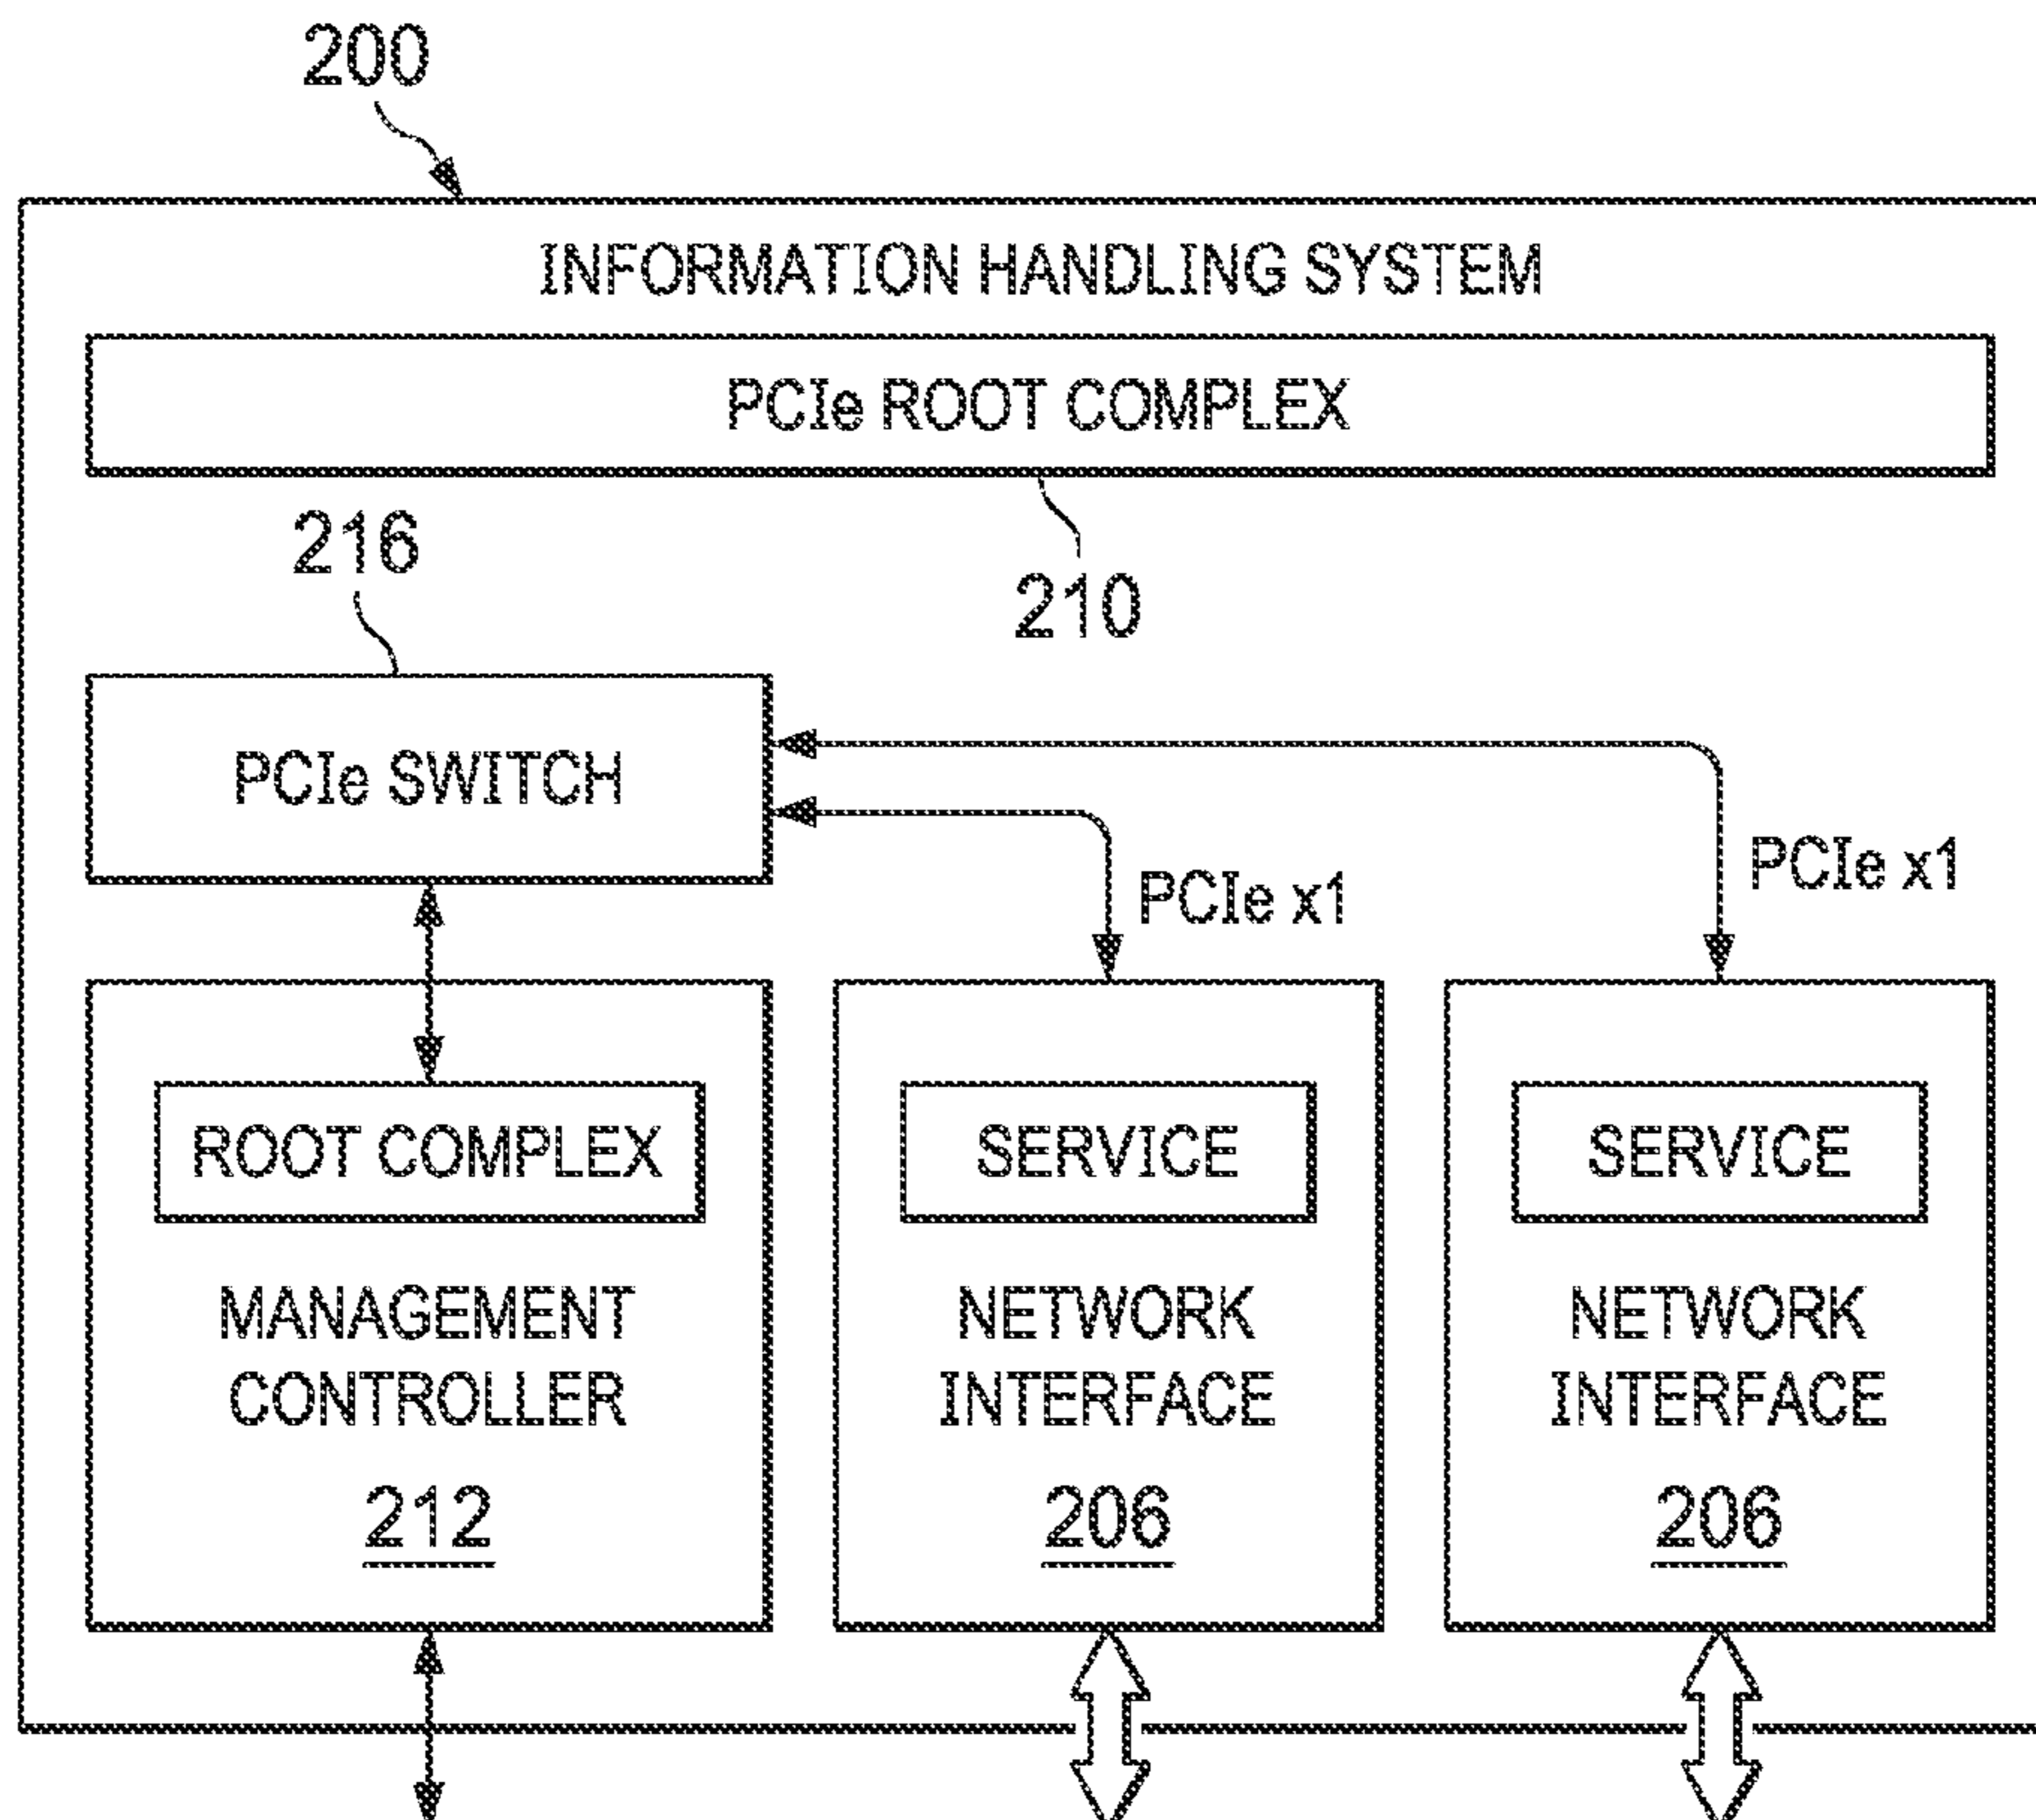 200
INFORMATION HANDLING SYSTEM
PCIe ROOT COMPLEX
216
210
PCIe SWITCH
PCIe x1
PCIe x1
ROOT COMPLEX
SERVICE
SERVICE
MANAGEMENT
CONTROLLER
212
NETWORK
INTERFACE
206
NETWORK
INTERFACE
206